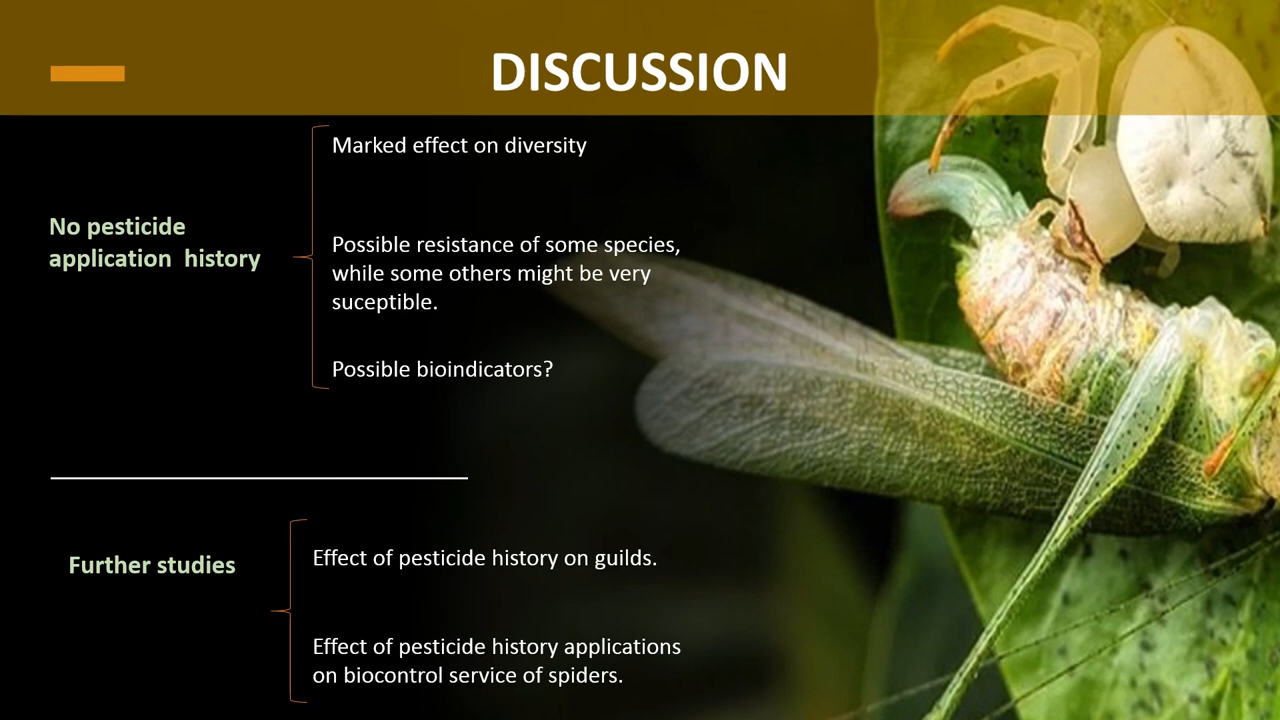 DISCUSSION
Marked effect on diversity
No pesticide
application  history
Possible resistance of some species,
while some others might be very
suceptible.
Possible bioindicators?
Further studies
Effect of pesticide history on guilds.
Effect of pesticide history applications
on biocontrol service of spiders.